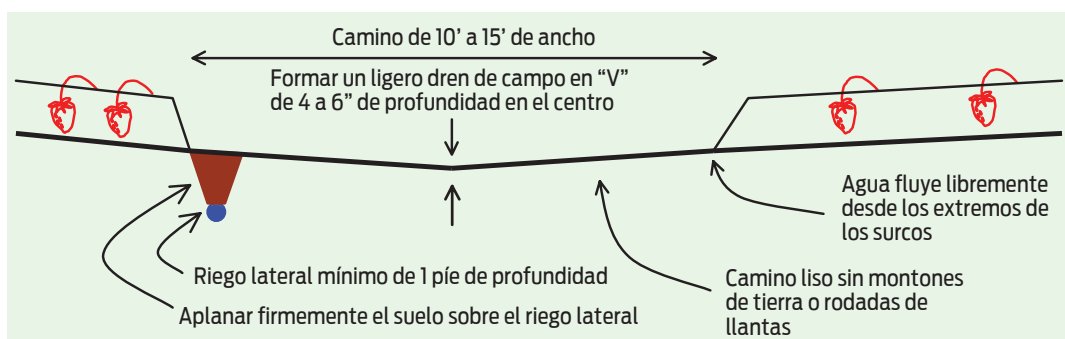 Camino de 10’ a 15’ de ancho
Formar un ligero dren de campo en “V”
de 4 a 6” de profundidad en el centro
Agua fluye libremente
desde los extremos de
los surcos
Riego lateral mínimo de 1 píe de profundidad
Aplanar firmemente el suelo sobre el riego lateral
Camino liso sin montones
de tierra o rodadas de
llantas